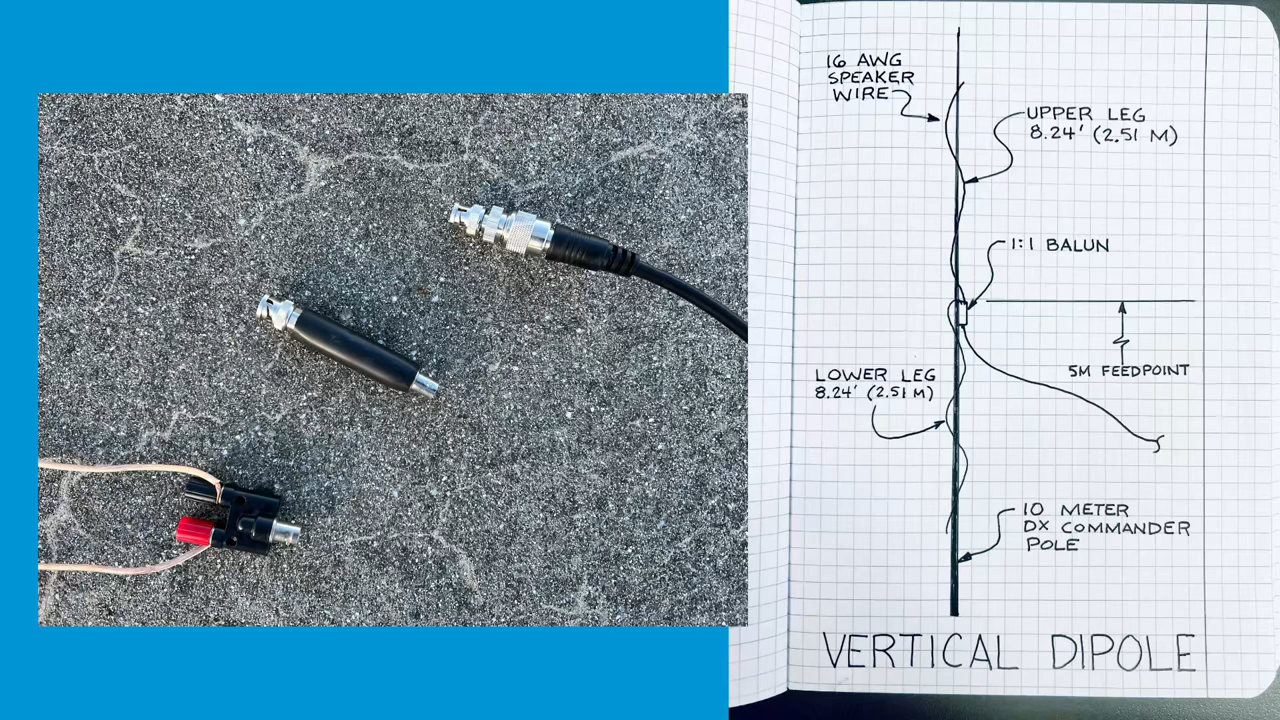 16 AWG
SPEAKER
WIRE
UPPER LEG
8.24' (2.51 M)
1:1 BALUN
5M FEEDPOINT
LOWER LEG
8.24' (2.51 M)
10 METER
DX COMMANDER
POLE
VERTICAL DIPOLE